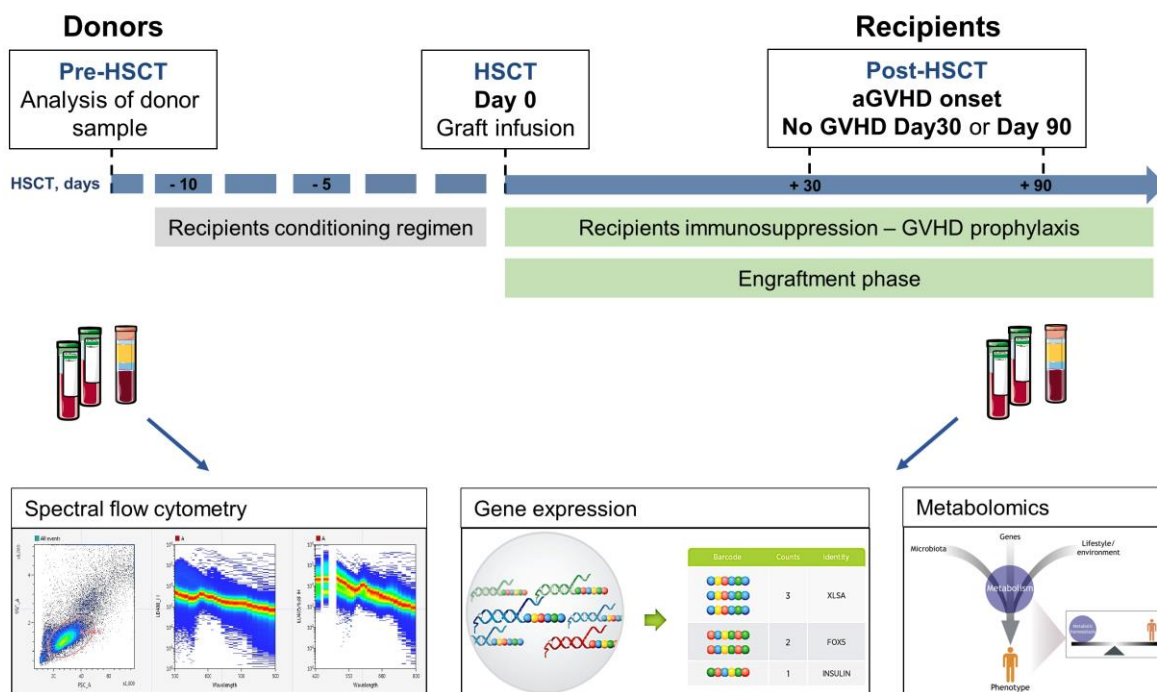 Donors
Recipients
Pre-HSCT
Analysis of donor
sample
HSCT
Day 0
Graft infusion
Post-HSCT
aGVHD onset
No GVHD Day30 or Day 90
HSCT, days
- 10
- 5
+ 30
+ 90
Recipients conditioning regimen
Recipients immunosuppression – GVHD prophylaxis
Engraftment phase
Spectral flow cytometry
Gene expression
Metabolomics
All events
A
A
Wavelength
Wavelength
Barcode Counts Identity
3 XLSA
2 FOX5
1 INSULIN
Genes
Microbiota
Lifestyle/
environment
Metabolism
Phenotype